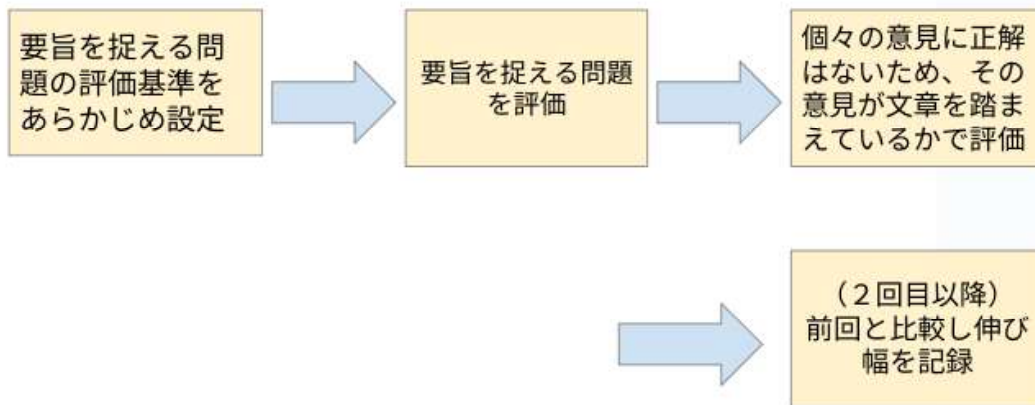 要旨を捉える問
題の評価基準を
あらかじめ設定
要旨を捉える問題
を評価
個々の意見に正解
はないため、その
意見が文章を踏ま
えているかで評価
（２回目以降）
前回と比較し伸び
幅を記録